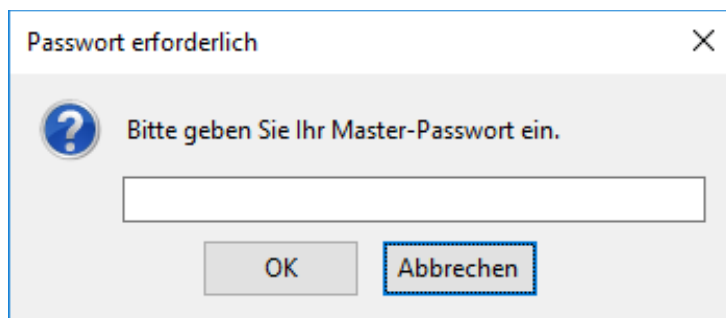 Passwort erforderlich
Bitte geben Sie Ihr Master-Passwort ein.
OK
Abbrechen